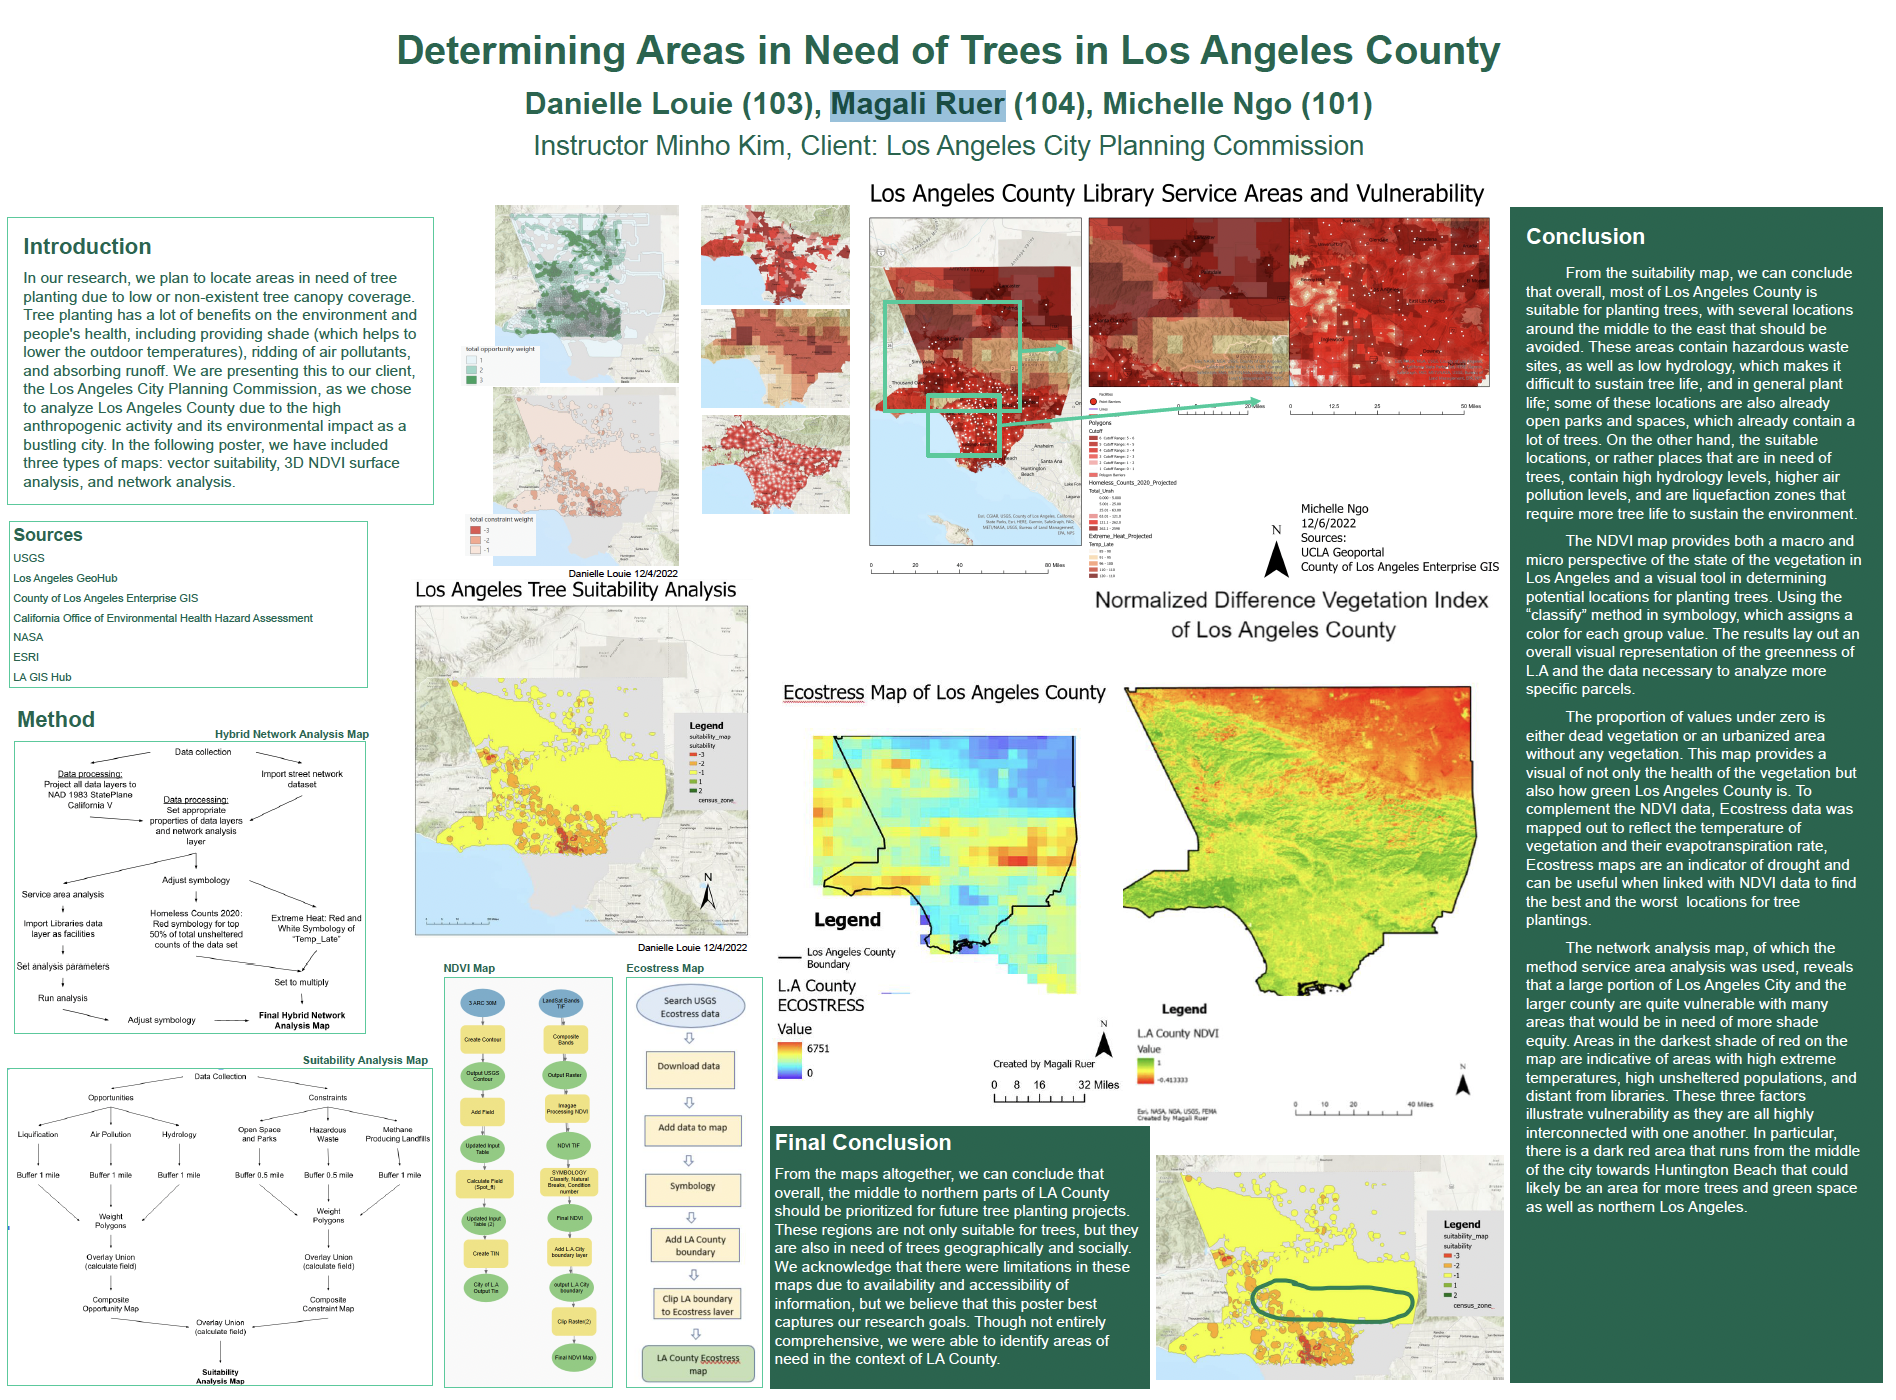 Determining Areas in Need of Trees in Los Angeles County
Danielle Louie (103), Magali Ruer (104), Michelle Ngo (101)
Instructor Minho Kim, Client: Los Angeles City Planning Commission
Introduction
In our research, we plan to locate areas in need of tree
planting due to low or non-existent tree canopy coverage.
Tree planting has a lot of benefits on the environment and
people's health, including providing shade (which helps to
lower the outdoor temperatures), ridding of air pollutants,
and absorbing runoff. We are presenting this to our client,
the Los Angeles City Planning Commission, as we chose
to analyze Los Angeles County due to the high
anthropogenic activity and its environmental impact as a
bustling city. In the following poster, we have included
three types of maps: vector suitability, 3D NDVI surface
analysis, and network analysis.
Sources
USGS
Los Angeles GeoHub
County of Los Angeles Enterprise GIS
California Office of Environmental Health Hazard Assessment
NASA
ESRI
LA GIS Hub
Method
Hybrid Network Analysis Map
Data collection
Data processing:
Project all data layers to
NAD 1983 StatePlane
California V
Import street network
dataset
Data processing:
Set appropriate
properties of data layers
and network analysis
layer
Adjust symbology
Service area analysis
Import Libraries data
layer as facilities
Set analysis parameters
Run analysis
Adjust symbology
Homeless Counts 2020:
Red symbology for top
50% of total unsheltered
counts of the data set
Extreme Heat: Red and
White Symbology of
"Temp_Late"
Set to multiply
Final Hybrid Network
Analysis Map
Suitability Analysis Map
Data Collection
Opportunities
Constraints
Liquification
Air Pollution
Hydrology
Open Space
and Parks
Hazardous
Waste
Methane
Producing Landfills
Buffer 1 mile
Buffer 1 mile
Buffer 1 mile
Buffer 0.5 mile
Buffer 0.5 mile
Buffer 1 mile
Weight
Polygons
Weight
Polygons
Overlay Union
(calculate field)
Overlay Union
(calculate field)
Composite
Opportunity Map
Composite
Constraint Map
Overlay Union
(calculate field)
Suitability
Analysis Map
total opportunity weight
1
2
3
total constraint weight
-3
-2
-1
Danielle Louie 12/4/2022
Los Angeles Tree Suitability Analysis
Legend
suitability_map
suitability
-3
-2
-1
1
2
census_zone_
N
Danielle Louie 12/4/2022
NDVI Map
3 ARC 30M
Create Contour
Output USGS
Contour
Add Field
Updated Input
Table
Calculate Field
(Spot_ft)
Updated Input
Table (2)
Create TIN
City of L.A
Output Tin
LandSat Bands
TIF
Composite
Bands
Output Raster
Imagae
Processing NDVI
NDVI TIF
SYMBOLOGY
Classify, Natural
Breaks, Condition
number
Final NDVI
Add L.A.City
boundary layer
output L.A City
boundary
Clip Raster(2)
Final NDVI Map
Ecostress Map
Search USGS
Ecostress data
Download data
Add data to map
Symbology
Add LA County
boundary
Clip LA boundary
to Ecostress laver
LA County Ecostress
map
Los Angeles County Library Service Areas and Vulnerability
Facilities
Point Barriers
Lines
Polygons
Cutoff
Homeless_Counts_2020_Projected
Total_Unsh
Extreme_Heat_Projected
Temp_Late
Thousand O
Anaheim
Santa Ana
Huntington
Beach
0 20 40 80 Miles
20 Miles
0 12.5 25 50 Miles
N
Michelle Ngo
12/6/2022
Sources:
UCLA Geoportal
County of Los Angeles Enterprise GIS
Normalized Difference Vegetation Index
of Los Angeles County
Ecostress Map of Los Angeles County
Legend
Los Angeles County
Boundary
L.A County
ECOSTRESS
Value
6751
0
N
Created by Magali Ruer
0 8 16 32 Miles
Legend
L.A County NDVI
Value
1
-0.413333
Esri, NASA, NGA, USGS, FEMA
Created by Magali Ruer
N
0 10 20 40 Miles
Final Conclusion
From the maps altogether, we can conclude that
overall, the middle to northern parts of LA County
should be prioritized for future tree planting projects.
These regions are not only suitable for trees, but they
are also in need of trees geographically and socially.
We acknowledge that there were limitations in these
maps due to availability and accessibility of
information, but we believe that this poster best
captures our research goals. Though not entirely
comprehensive, we were able to identify areas of
need in the context of LA County.
Legend
suitability_map
suitability
-3
-2
-1
1
2
census_zone_
Conclusion
From the suitability map, we can conclude
that overall, most of Los Angeles County is
suitable for planting trees, with several locations
around the middle to the east that should be
avoided. These areas contain hazardous waste
sites, as well as low hydrology, which makes it
difficult to sustain tree life, and in general plant
life; some of these locations are also already
open parks and spaces, which already contain a
lot of trees. On the other hand, the suitable
locations, or rather places that are in need of
trees, contain high hydrology levels, higher air
pollution levels, and are liquefaction zones that
require more tree life to sustain the environment.
The NDVI map provides both a macro and
micro perspective of the state of the vegetation in
Los Angeles and a visual tool in determining
potential locations for planting trees. Using the
“classify” method in symbology, which assigns a
color for each group value. The results lay out an
overall visual representation of the greenness of
L.A and the data necessary to analyze more
specific parcels.
The proportion of values under zero is
either dead vegetation or an urbanized area
without any vegetation. This map provides a
visual of not only the health of the vegetation but
also how green Los Angeles County is. To
complement the NDVI data, Ecostress data was
mapped out to reflect the temperature of
vegetation and their evapotranspiration rate,
Ecostress maps are an indicator of drought and
can be useful when linked with NDVI data to find
the best and the worst locations for tree
plantings.
The network analysis map, of which the
method service area analysis was used, reveals
that a large portion of Los Angeles City and the
larger county are quite vulnerable with many
areas that would be in need of more shade
equity. Areas in the darkest shade of red on the
map are indicative of areas with high extreme
temperatures, high unsheltered populations, and
distant from libraries. These three factors
illustrate vulnerability as they are all highly
interconnected with one another. In particular,
there is a dark red area that runs from the middle
of the city towards Huntington Beach that could
likely be an area for more trees and green space
as well as northern Los Angeles.